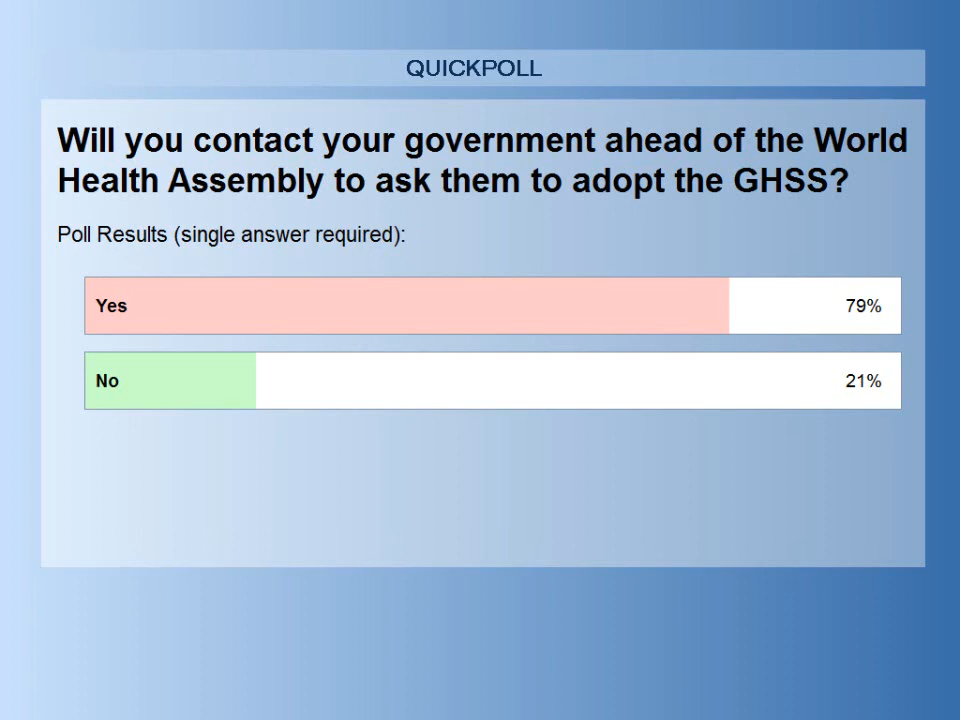 QUICKPOLL
Will you contact your government ahead of the World
Health Assembly to ask them to adopt the GHSS?
Poll Results (single answer required):
Yes 79%
No 21%